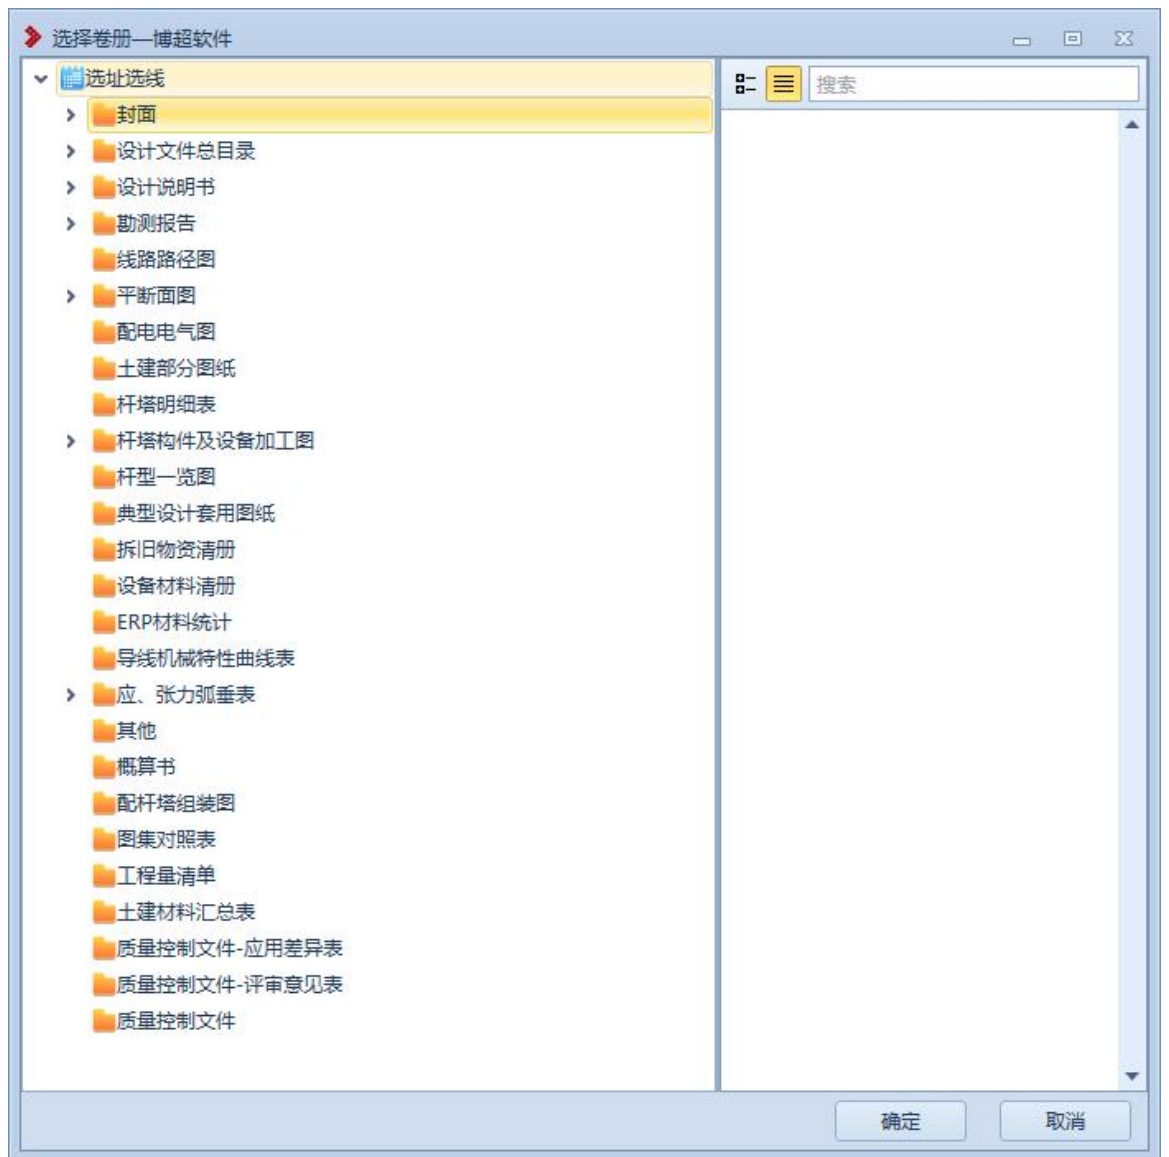 选择卷册—博超软件
选址选线
封面
设计文件总目录
设计说明书
勘测报告
线路路径图
平断面图
配电电气图
土建部分图纸
杆塔明细表
杆塔构件及设备加工图
杆型一览图
典型设计套用图纸
拆旧物资清册
设备材料清册
ERP材料统计
导线机械特性曲线表
应、张力弧垂表
其他
概算书
配杆塔组装图
图集对照表
工程量清单
土建材料汇总表
质量控制文件-应用差异表
质量控制文件-评审意见表
质量控制文件
搜索
确定
取消